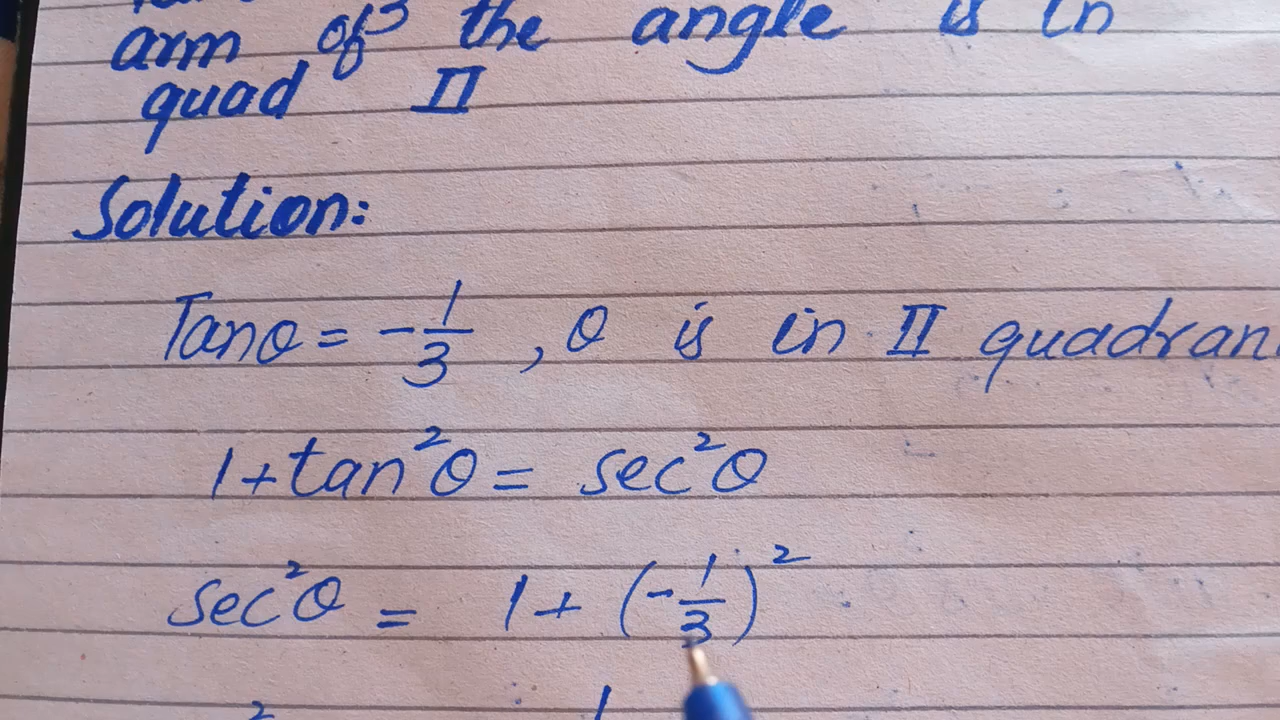 arm of the angle is in
quad II
Solution:
Tanθ = -1/3 , θ is in II quadran
1+tan²θ = sec²θ
sec²θ = 1 + (-1/3)²